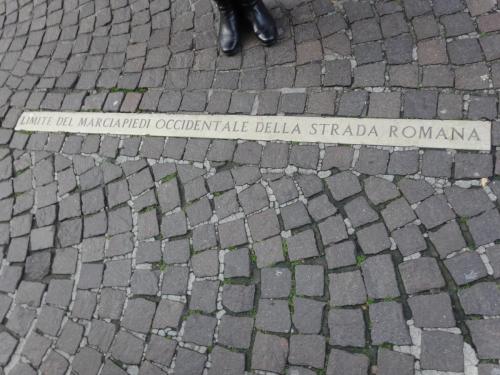 LIMITE DEL MARCIAPIEDI OCCIDENTALE DELLA STRADA ROMANA